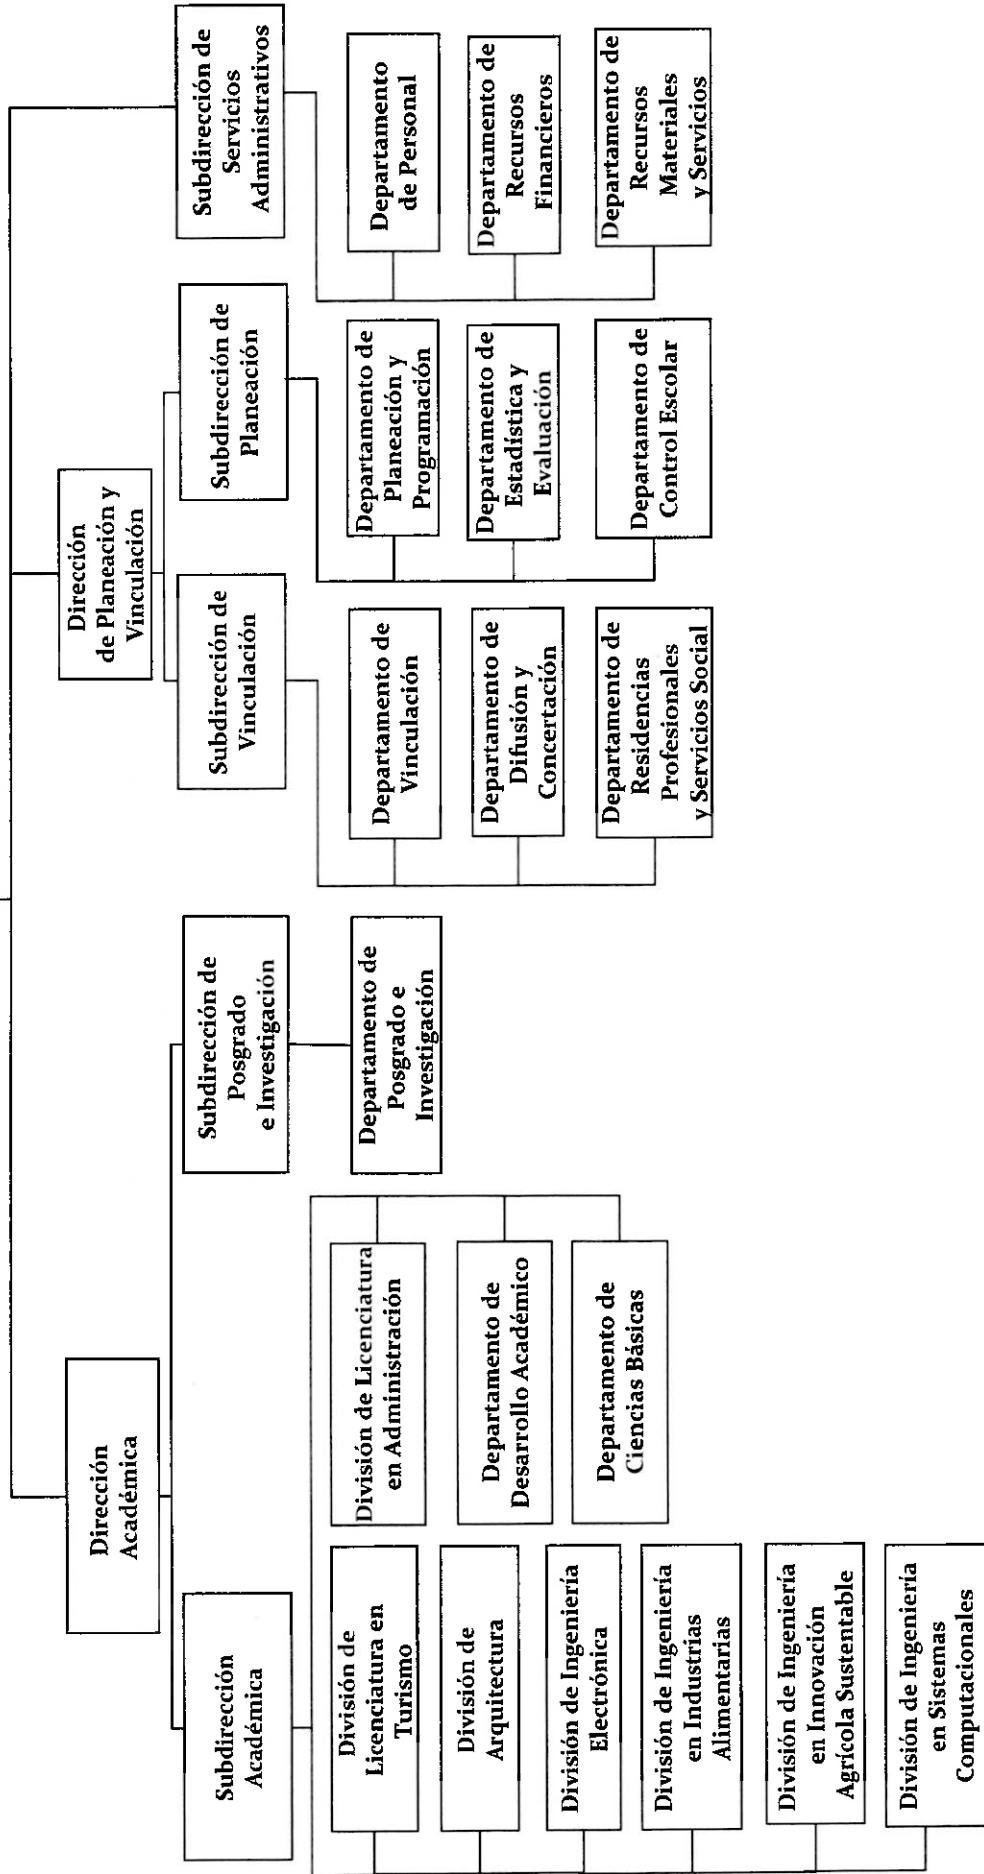 Dirección
Académica
Dirección
de Planeación y
Vinculación
Subdirección
Académica
Subdirección de
Posgrado
e Investigación
Subdirección de
Vinculación
Subdirección de
Planeación
Subdirección de
Servicios
Administrativos
División de
Licenciatura en
Turismo
División de
Arquitectura
División de Ingeniería
Electrónica
División de Ingeniería
en Industrias
Alimentarias
División de Ingeniería
en Innovación
Agrícola Sustentable
División de Ingeniería
en Sistemas
Computacionales
División de Licenciatura
en Administración
Departamento de
Desarrollo Académico
Departamento de
Ciencias Básicas
Departamento de
Posgrado e
Investigación
Departamento de
Vinculación
Departamento de
Difusión y
Concertación
Departamento de
Residencias
Profesionales
y Servicios Social
Departamento de
Planeación y
Programación
Departamento de
Estadística y
Evaluación
Departamento de
Control Escolar
Departamento
de Personal
Departamento de
Recursos
Financieros
Departamento de
Recursos
Materiales
y Servicios